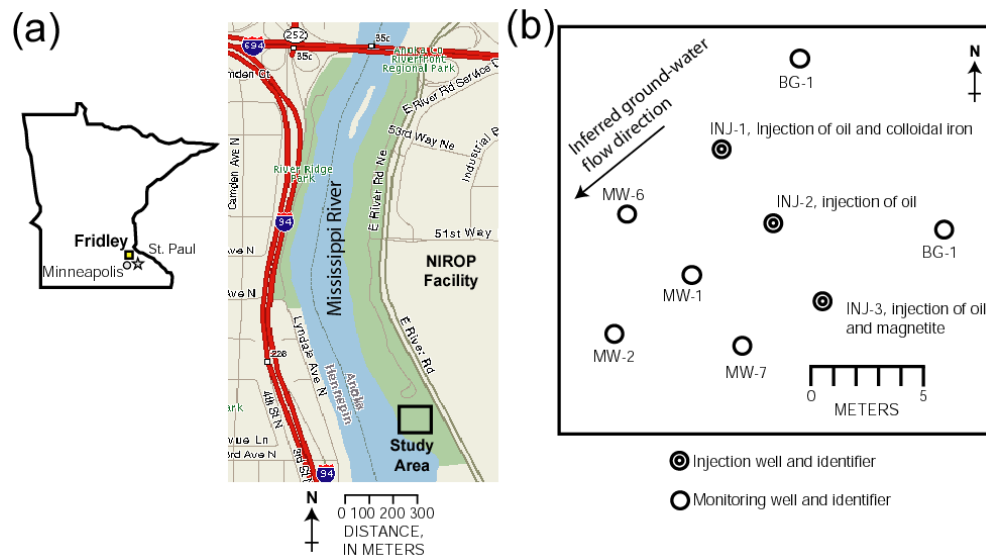 (a)
Fridley
St. Paul
Minneapolis
694
252
35c
35c
Anoka Co
Riverfront
Regional Park
E River Rd Service D
Camden Ct.
53rd Way Ne
Industrial B
River Ridge
Park
Camden Ave N
94
Mississippi River
E River Rd Ne
51st Way
NIROP
Facility
Ave N
Ave N
E River Rd
Lyndale Ave N
226
4th St N
Anoka
Hennepin
Study
Area
ark
vue Ln
3rd Ave N
3rd St
94
N
0 100 200 300
DISTANCE,
IN METERS
(b)
N
BG-1
Inferred ground-water
flow direction
INJ-1, Injection of oil and colloidal iron
MW-6
INJ-2, injection of oil
BG-1
MW-1
INJ-3, injection of oil
and magnetite
MW-2
MW-7
0 5
METERS
Injection well and identifier
Monitoring well and identifier